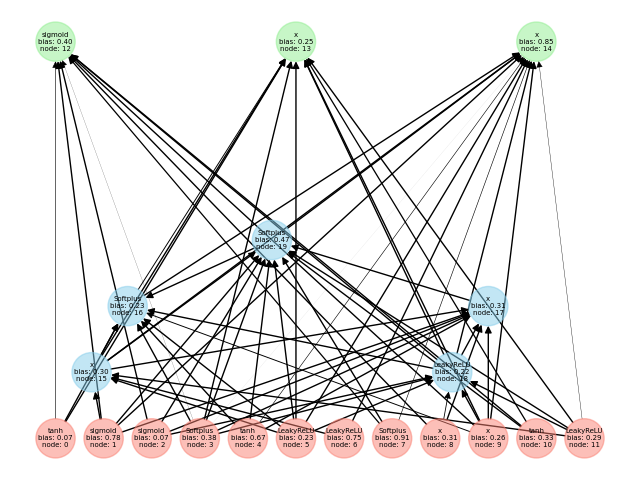 sigmoid
bias: 0.40
node: 12
x
bias: 0.25
node: 13
x
bias: 0.85
node: 14
Softplus
bias: 0.47
node: 19
Softplus
bias: 0.23
node: 16
x
bias: 0.31
node: 17
x
bias: 0.30
node: 15
LeakyReLU
bias: 0.22
node: 18
tanh
bias: 0.07
node: 0
sigmoid
bias: 0.78
node: 1
sigmoid
bias: 0.07
node: 2
Softplus
bias: 0.38
node: 3
tanh
bias: 0.67
node: 4
LeakyReLU
bias: 0.23
node: 5
LeakyReLU
bias: 0.75
node: 6
Softplus
bias: 0.91
node: 7
x
bias: 0.31
node: 8
x
bias: 0.26
node: 9
tanh
bias: 0.33
node: 10
LeakyReLU
bias: 0.29
node: 11